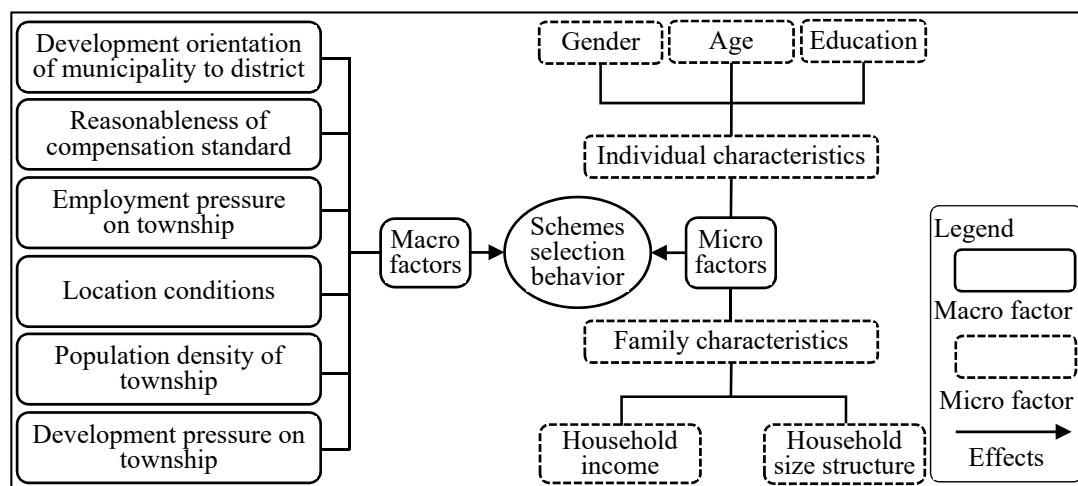 Development orientation
of municipality to district
Reasonableness of
compensation standard
Employment pressure
on township
Location conditions
Population density of
township
Development pressure on
township
Macro
factors
Schemes
selection
behavior
Micro
factors
Gender
Age
Education
Individual characteristics
Family characteristics
Household
income
Household
size structure
Legend
Macro factor
Micro factor
Effects